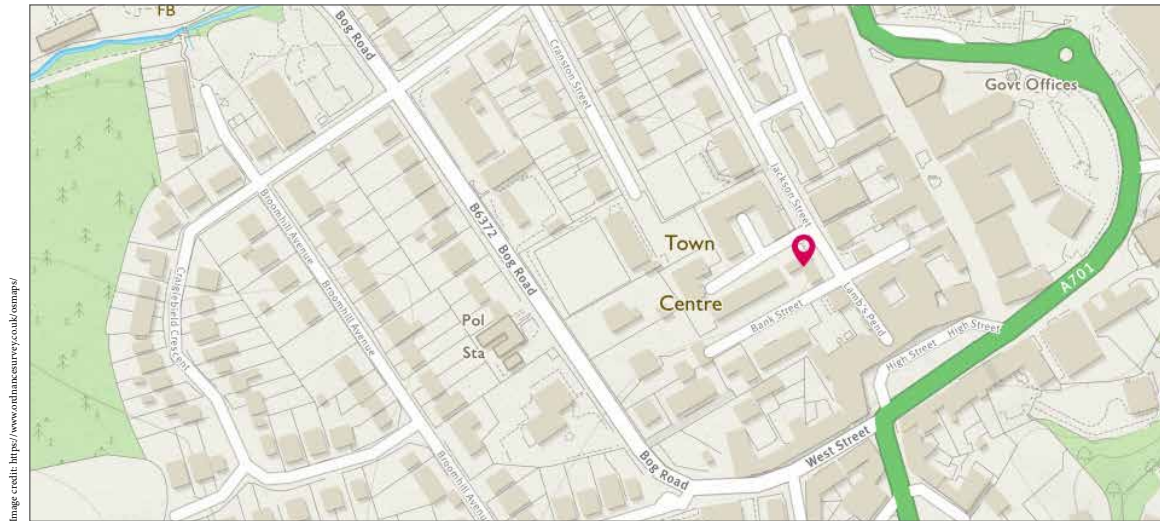 FB
Bog Road
Cranston Street
Govt Offices
Jackson Street
Broomhill Avenue
B6372
Bog Road
Town
Centre
A701
Craiglebield Crescent
Broomhill Avenue
Pol
Sta
Bank Street
Lamb's Pend
High Street
High Street
West Street
Bog Road
Broomhill Avenue
Image credit: https://www.ordnancesurvey.co.uk/osmaps/